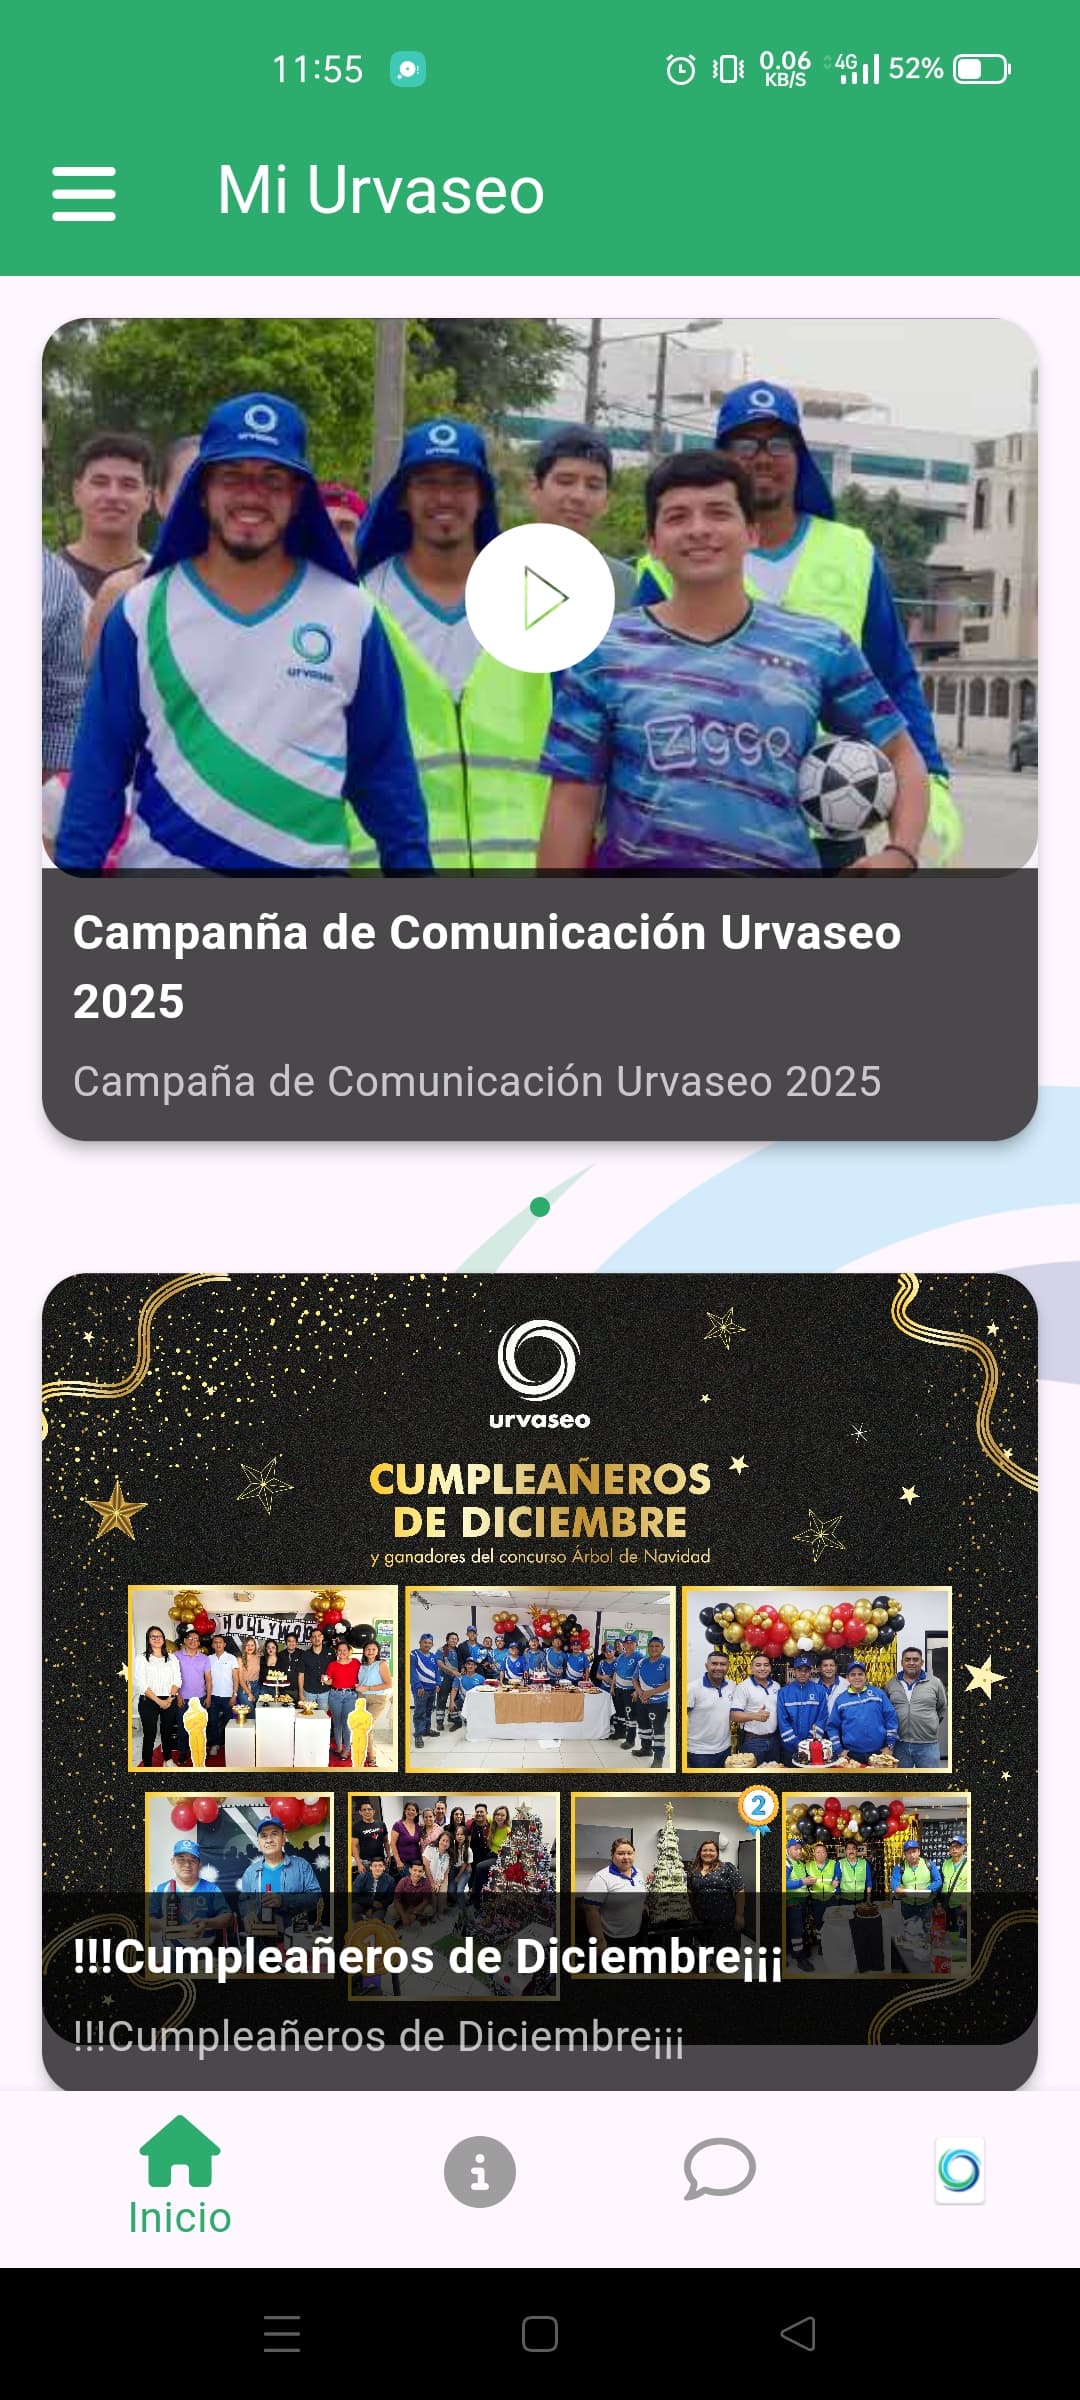 11:55
0.06
KB/S
4G
52%
Mi Urvaseo
urvaseo
Ziggo
Campanña de Comunicación Urvaseo
2025
Campaña de Comunicación Urvaseo 2025
urvaseo
CUMPLEAÑEROS
DE DICIEMBRE
y ganadores del concurso Árbol de Navidad
HOLLYWOO
2
1
!!!Cumpleañeros de Diciembre¡¡¡
!!!Cumpleañeros de Diciembre¡¡¡
Inicio